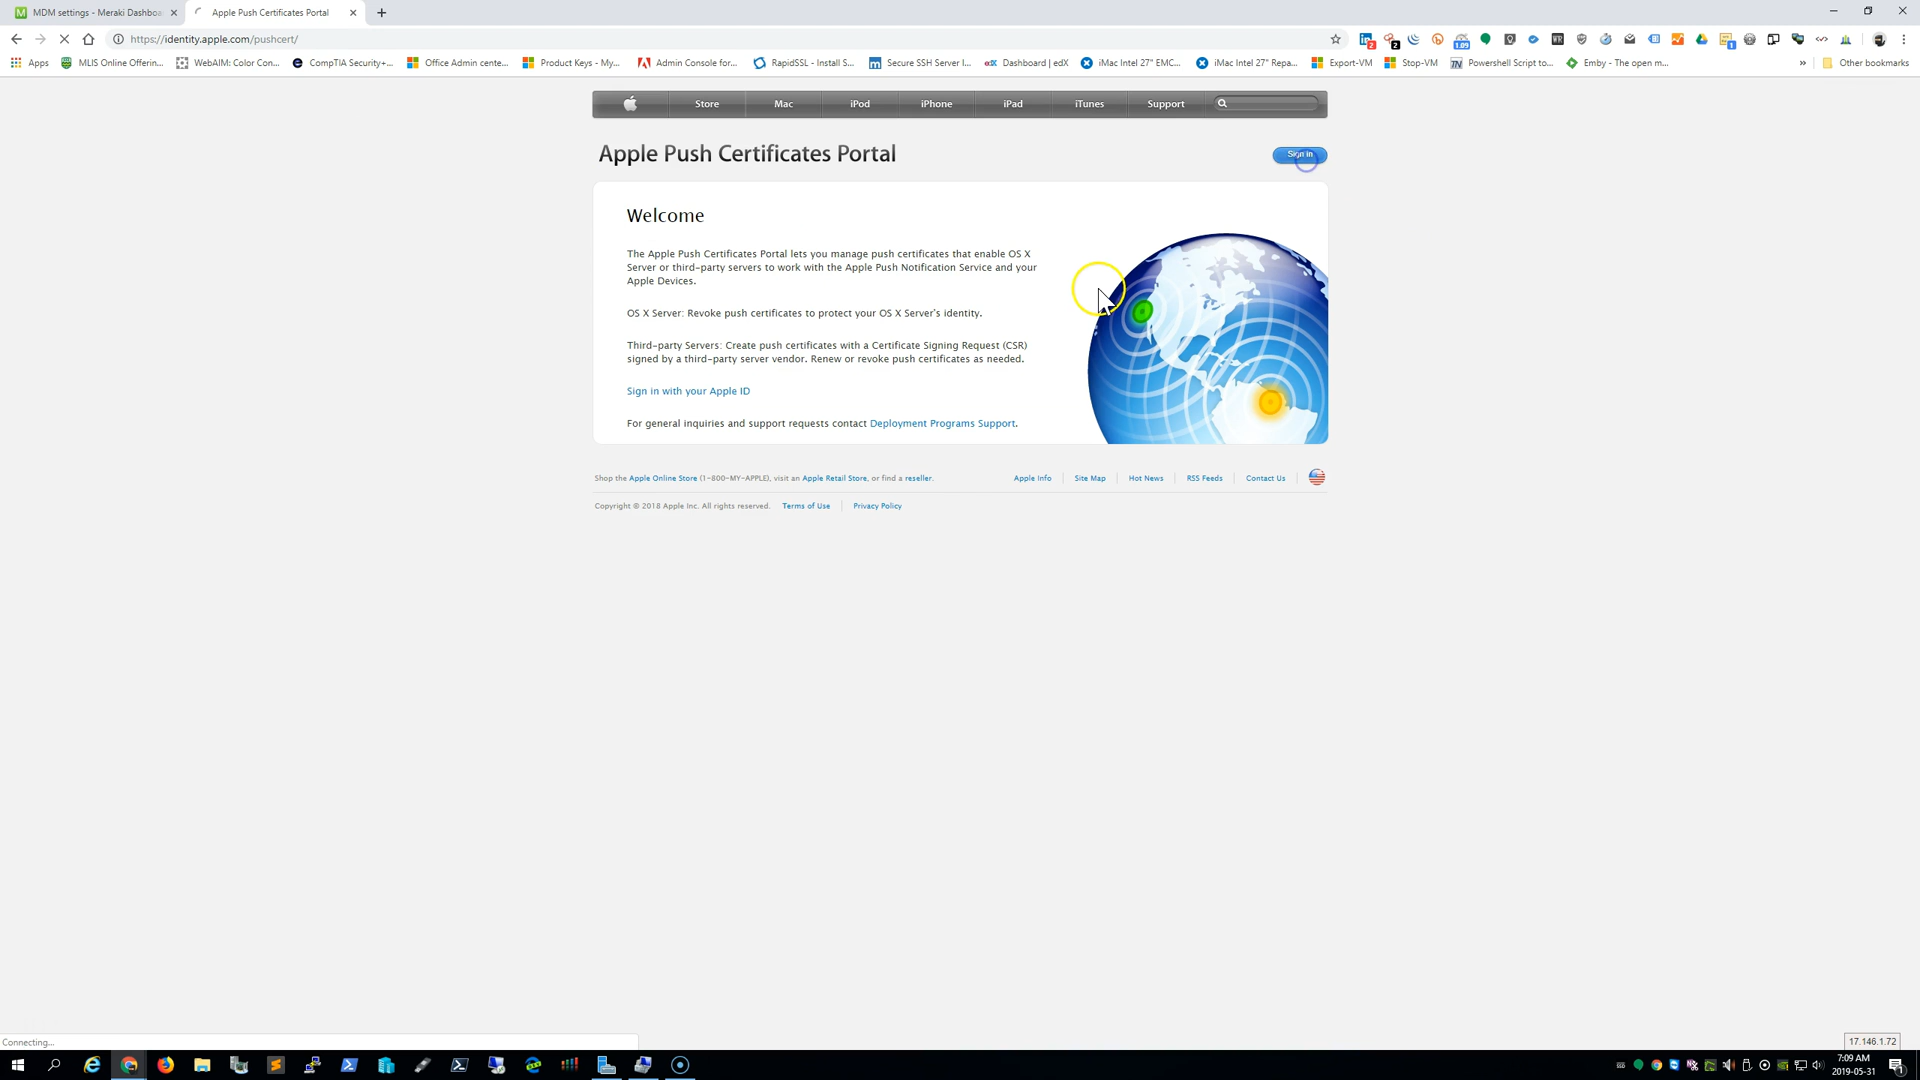 MDM settings - Meraki Dashboa
Apple Push Certificates Portal
https://identity.apple.com/pushcert/
Apps
MLIS Online Offerin...
WebAIM: Color Con...
CompTIA Security+...
Office Admin cente...
Product Keys - My...
Admin Console for...
RapidSSL - Install S...
Secure SSH Server I...
Dashboard | edX
iMac Intel 27" EMC...
iMac Intel 27" Repa...
Export-VM
Stop-VM
Powershell Script to...
Emby - The open m...
Other bookmarks
Store Mac iPod iPhone iPad iTunes Support
Apple Push Certificates Portal
Sign in
Welcome
The Apple Push Certificates Portal lets you manage push certificates that enable OS X
Server or third-party servers to work with the Apple Push Notification Service and your
Apple Devices.
OS X Server: Revoke push certificates to protect your OS X Server's identity.
Third-party Servers: Create push certificates with a Certificate Signing Request (CSR)
signed by a third-party server vendor. Renew or revoke push certificates as needed.
Sign in with your Apple ID
For general inquiries and support requests contact Deployment Programs Support.
Shop the Apple Online Store (1-800-MY-APPLE), visit an Apple Retail Store, or find a reseller.
Apple Info Site Map Hot News RSS Feeds Contact Us
Copyright © 2018 Apple Inc. All rights reserved. Terms of Use Privacy Policy
Connecting...
17.146.1.72
7:09 AM
2019-05-31